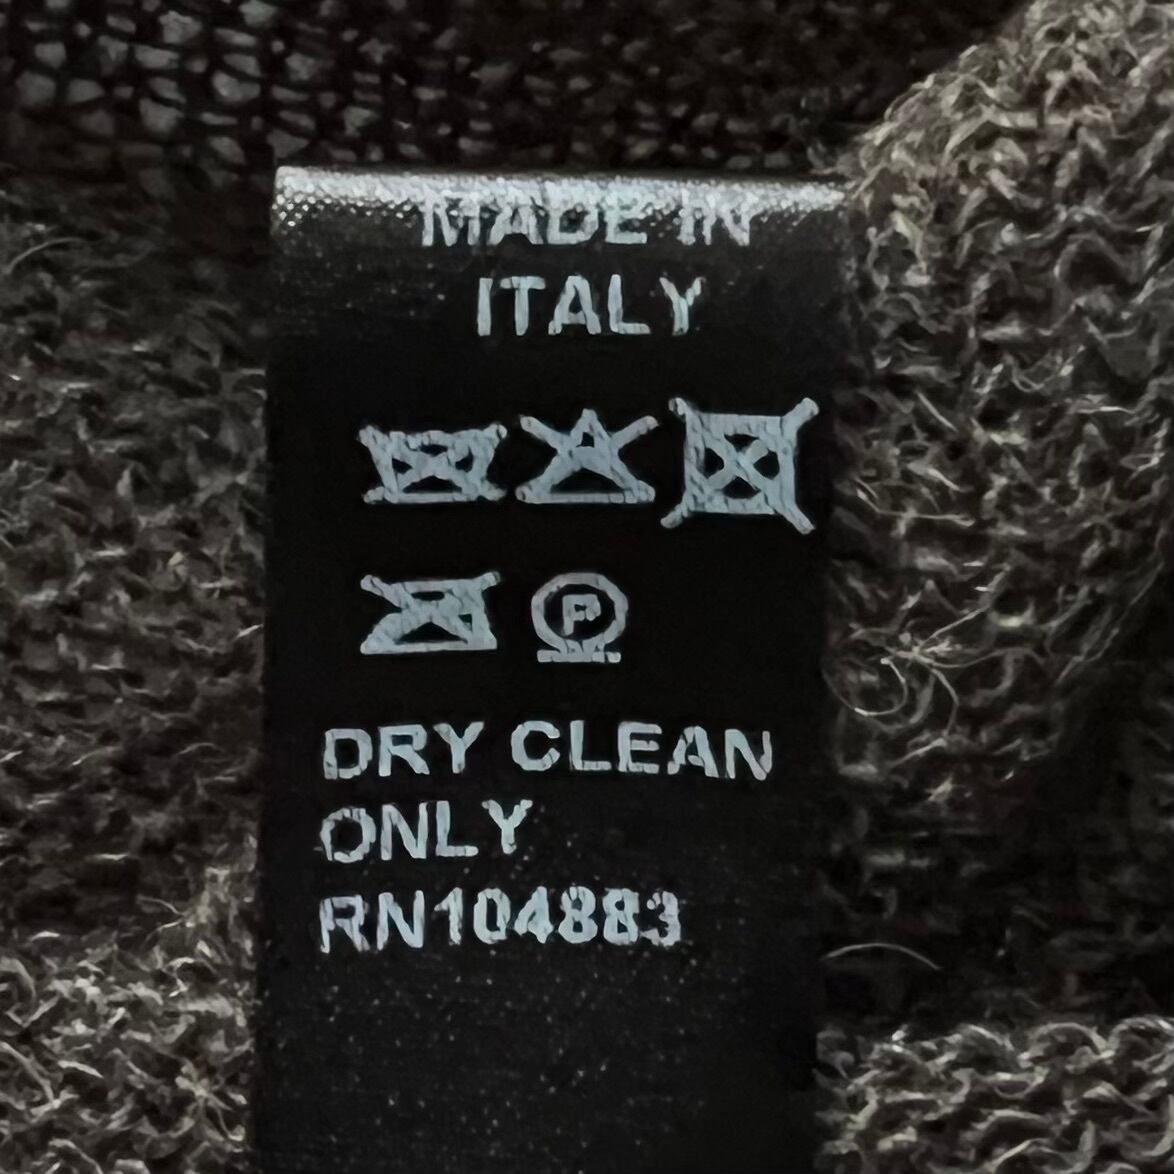 MADE IN
ITALY
P
DRY CLEAN
ONLY
RN104883